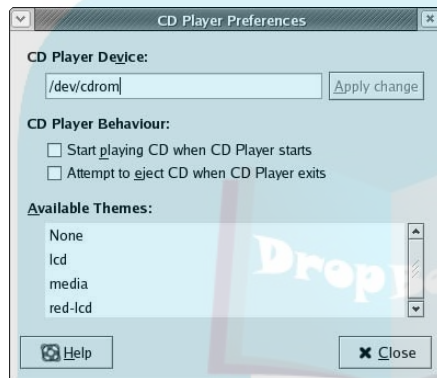 CD Player Preferences
CD Player Device:
/dev/cdrom
Apply change
CD Player Behaviour:
Start playing CD when CD Player starts
Attempt to eject CD when CD Player exits
Available Themes:
None
lcd
media
red-lcd
Help
Close